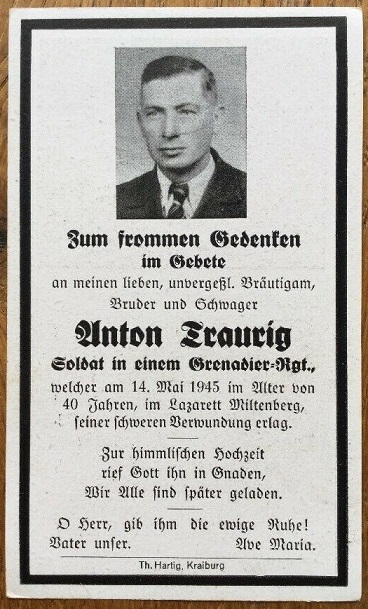 Zum frommen Gedenken
im Gebete
an meinen lieben, unvergeßl. Bräutigam,
Bruder und Schwager
Anton Traurig
Soldat in einem Grenadier-Rgt.,
welcher am 14. Mai 1945 im Alter von
40 Jahren, im Lazarett Miltenberg,
seiner schweren Verwundung erlag.
Zur himmlischen Hochzeit
rief Gott ihn in Gnaden,
Wir Alle sind später geladen.
O Herr, gib ihm die ewige Ruhe!
Vater unser. Ave Maria.
Th. Hartig, Kraiburg